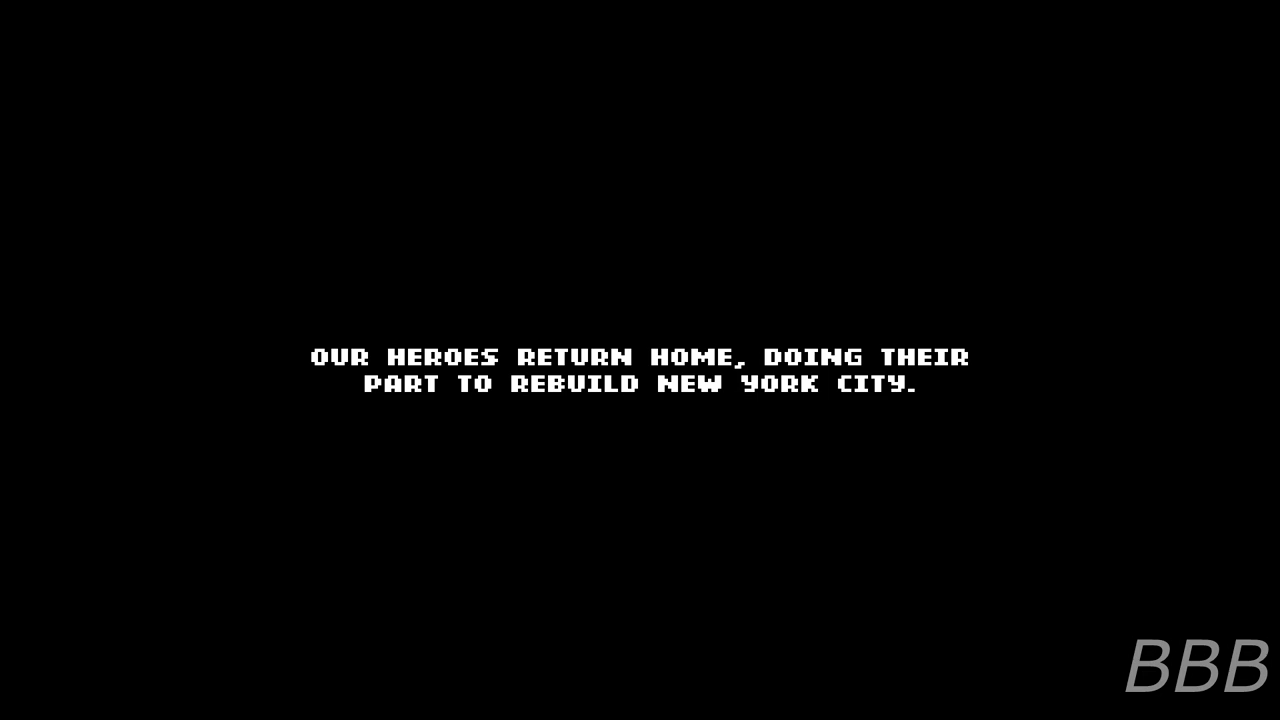 OUR HEROES RETURN HOME, DOING THEIR
PART TO REBUILD NEW YORK CITY.
BBB